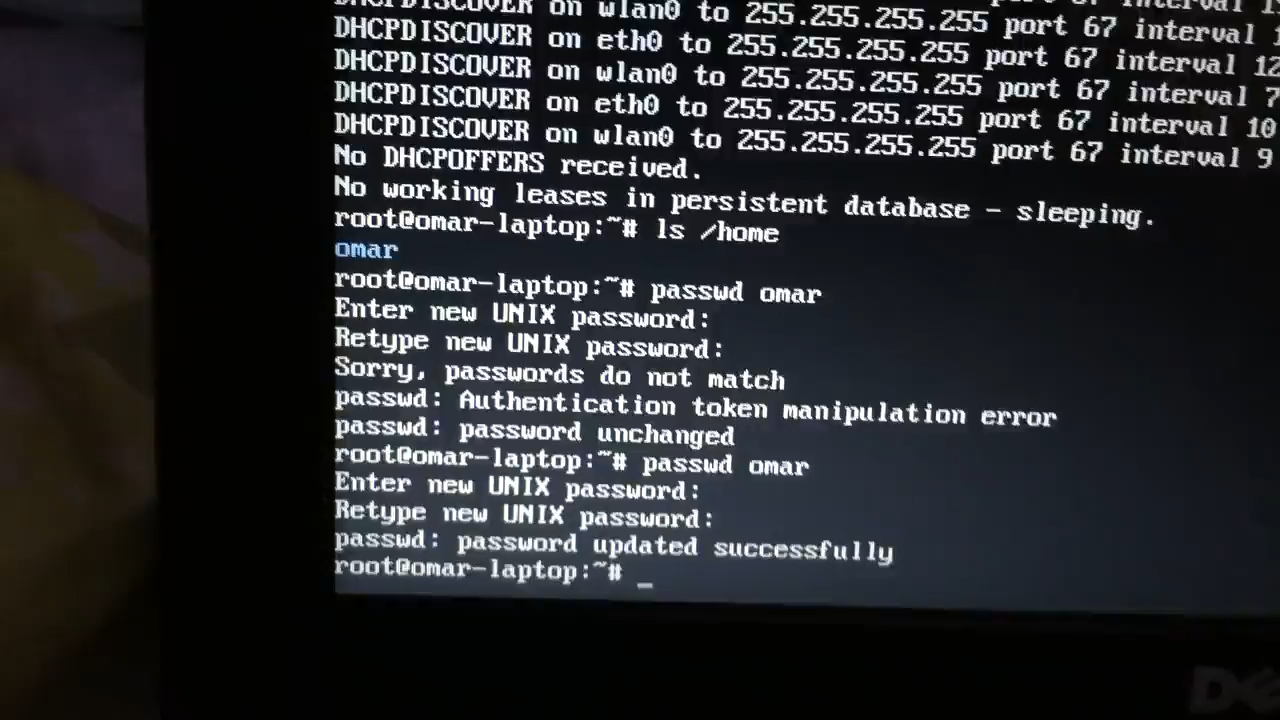 DHCPDISCOVER on wlan0 to 255.255.255.255 port 67 interval
DHCPDISCOVER on eth0 to 255.255.255.255 port 67 interval 12
DHCPDISCOVER on wlan0 to 255.255.255.255 port 67 interval 7
DHCPDISCOVER on eth0 to 255.255.255.255 port 67 interval 10
DHCPDISCOVER on wlan0 to 255.255.255.255 port 67 interval 9
No DHCPOFFERS received.
No working leases in persistent database - sleeping.
root@omar-laptop:~# ls /home
omar
root@omar-laptop:~# passwd omar
Enter new UNIX password:
Retype new UNIX password:
Sorry, passwords do not match
passwd: Authentication token manipulation error
passwd: password unchanged
root@omar-laptop:~# passwd omar
Enter new UNIX password:
Retype new UNIX password:
passwd: password updated successfully
root@omar-laptop:~# _